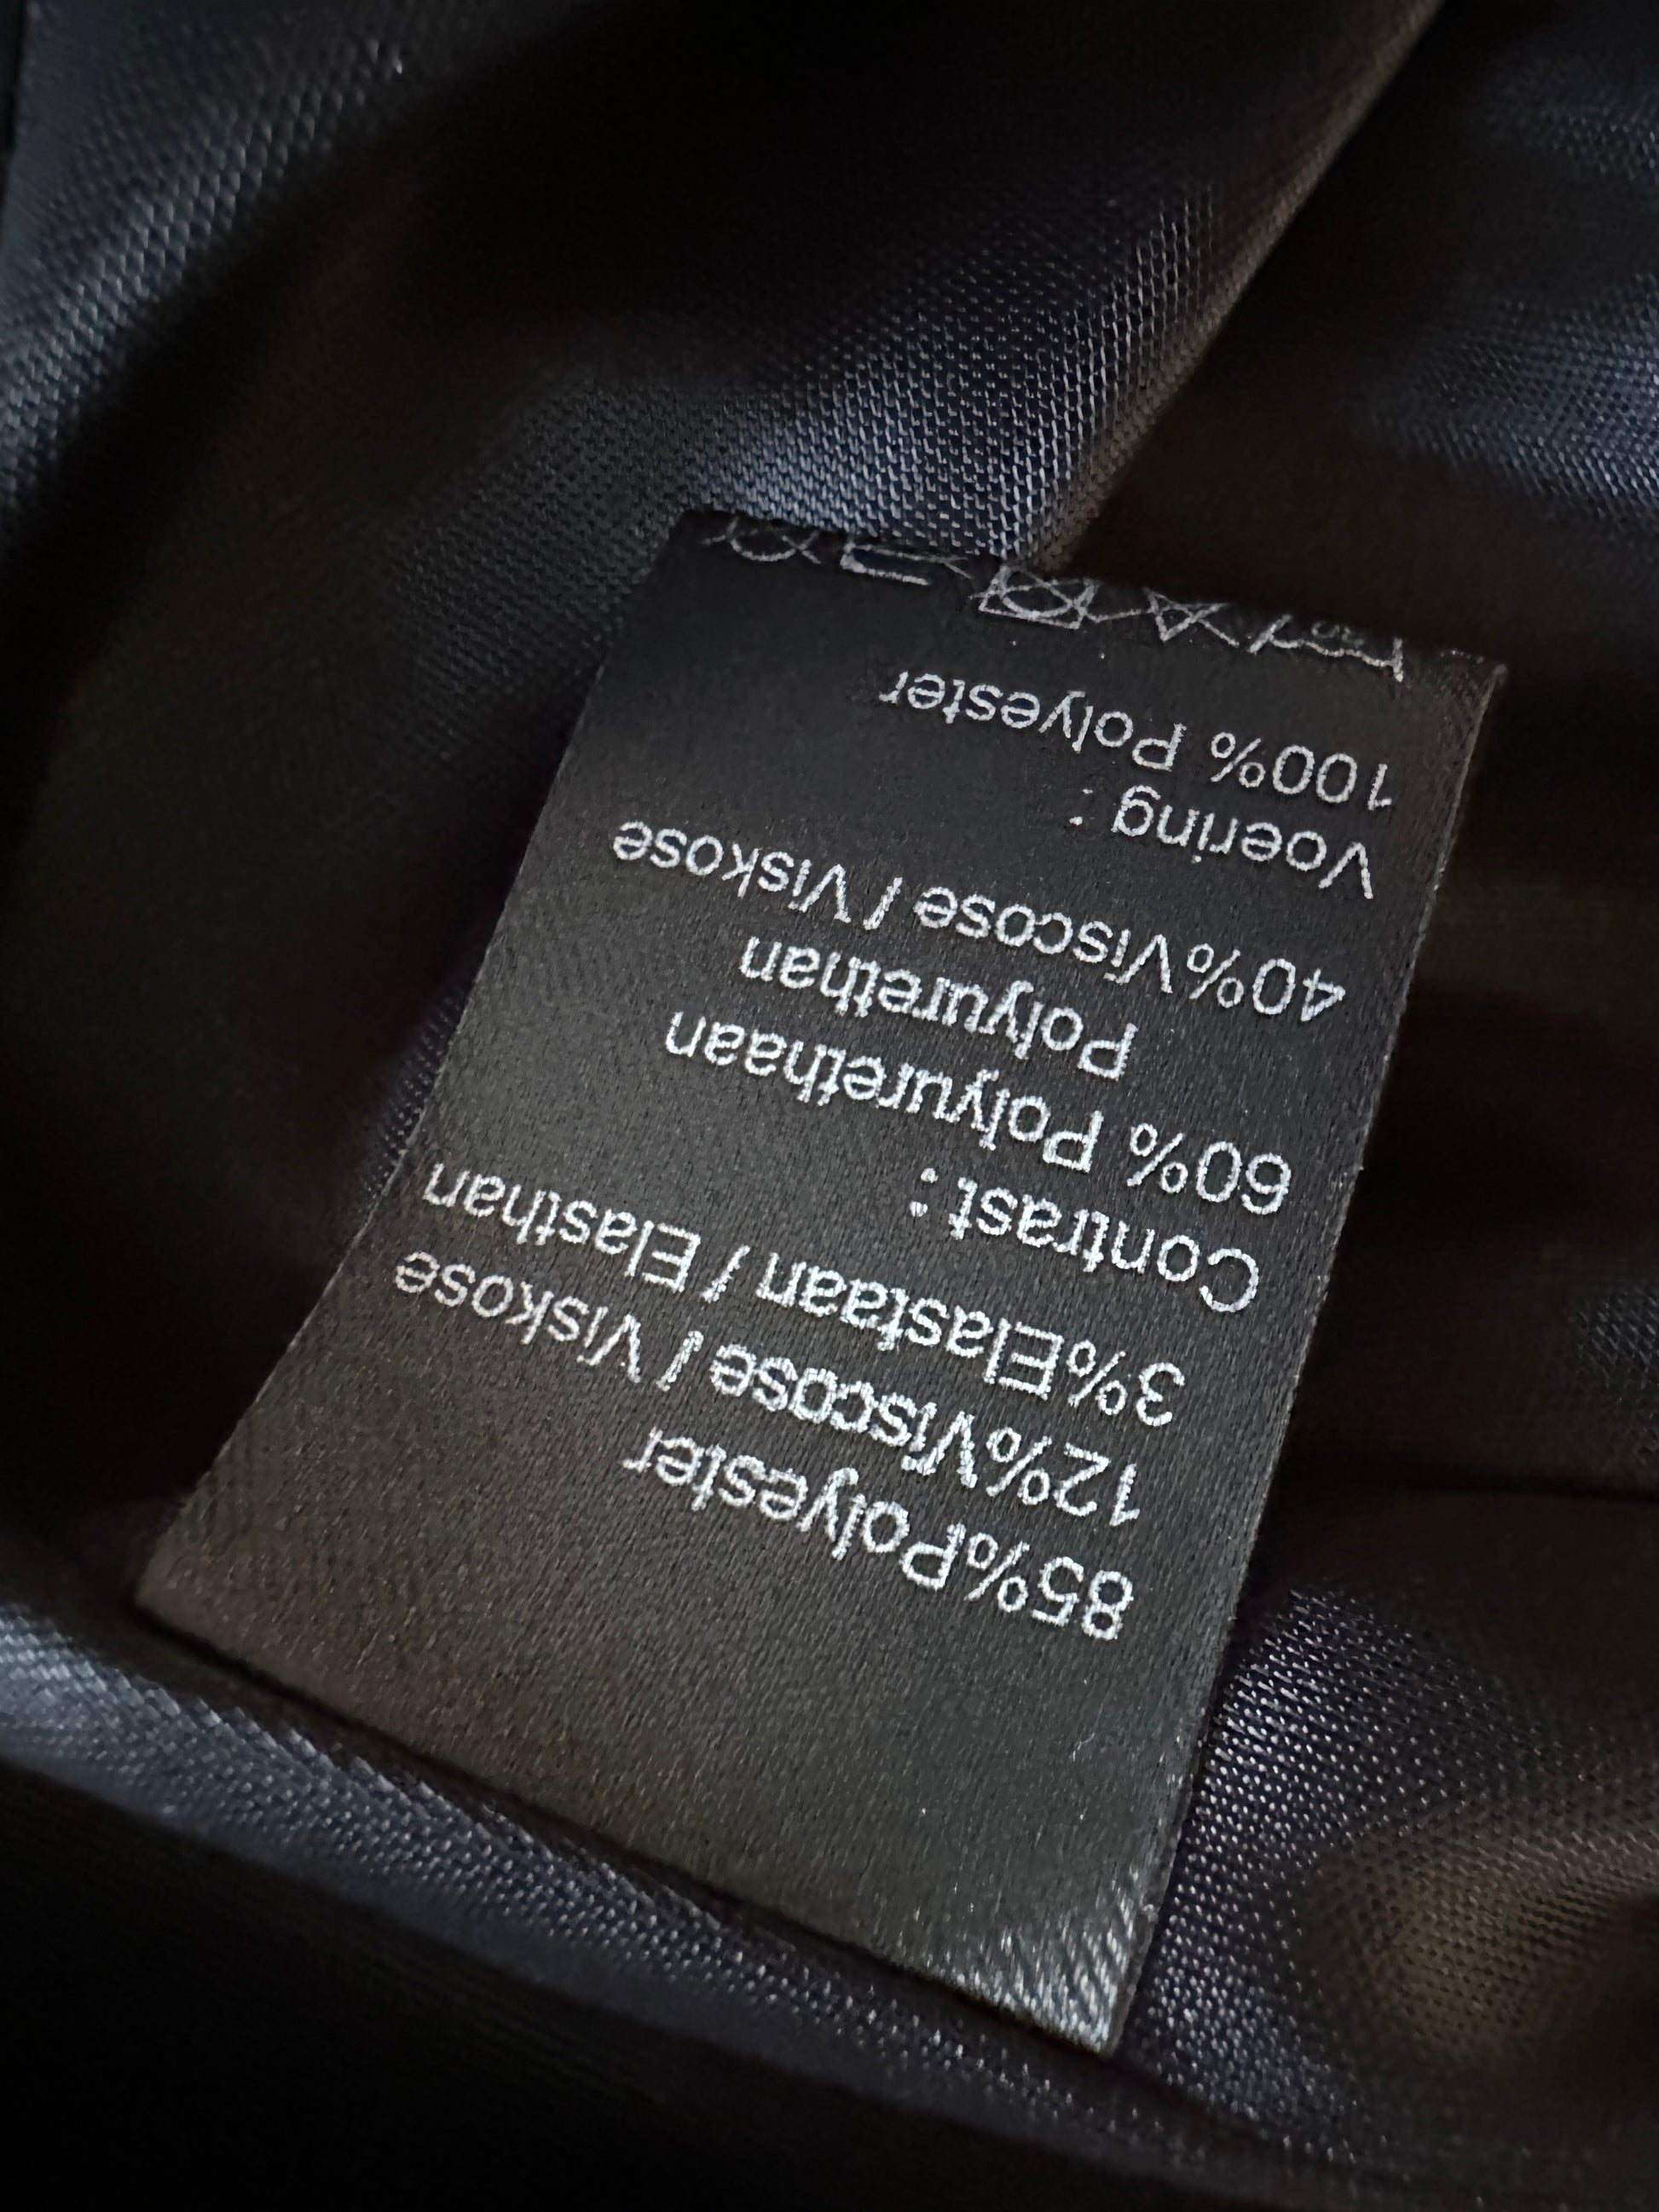 85%Polyester
12%Viscose / Viskose
3%Elastaan / Elasthan
Contrast :
60% Polyurethaan
Polyurethan
40%Viscose / Viskose
Voering :
100% Polyester